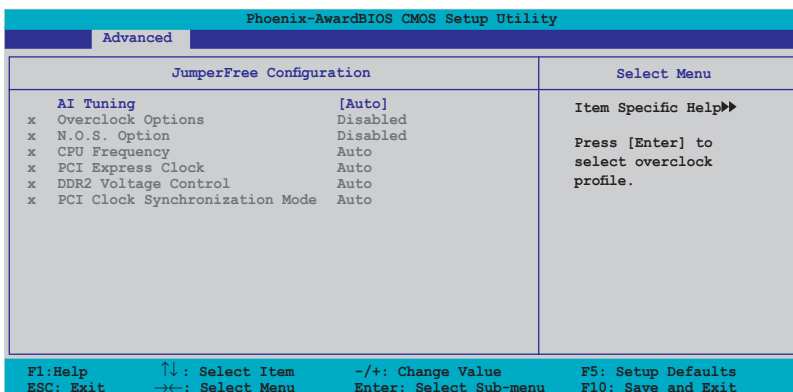 Phoenix-AwardBIOS CMOS Setup Utility
Advanced
JumperFree Configuration
Select Menu
AI Tuning [Auto]
x Overclock Options Disabled
x N.O.S. Option Disabled
x CPU Frequency Auto
x PCI Express Clock Auto
x DDR2 Voltage Control Auto
x PCI Clock Synchronization Mode Auto
Item Specific Help▶▶
Press [Enter] to
select overclock
profile.
F1:Help ↑↓: Select Item -/+: Change Value F5: Setup Defaults
ESC: Exit →←: Select Menu Enter: Select Sub-menu F10: Save and Exit